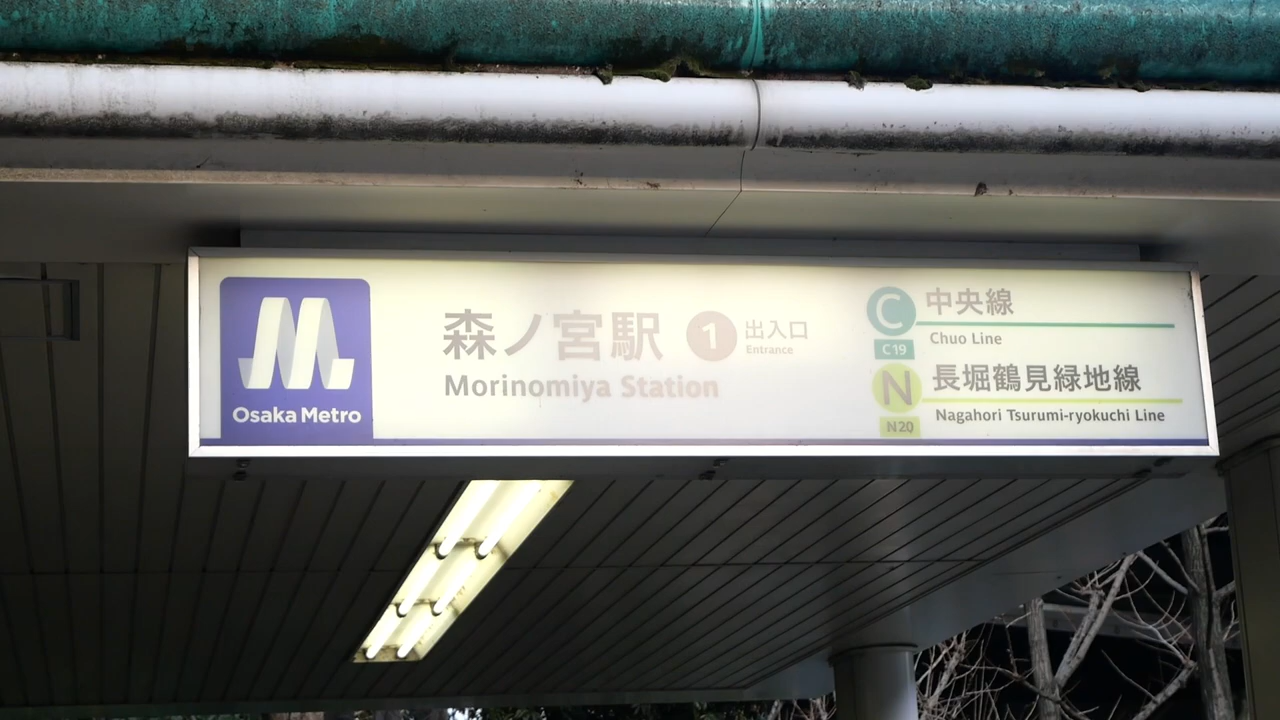 Osaka Metro
森ノ宮駅 1 出入口
Entrance
Morinomiya Station
C 中央線
C19 Chuo Line
N 長堀鶴見緑地線
N20 Nagahori Tsurumi-ryokuchi Line